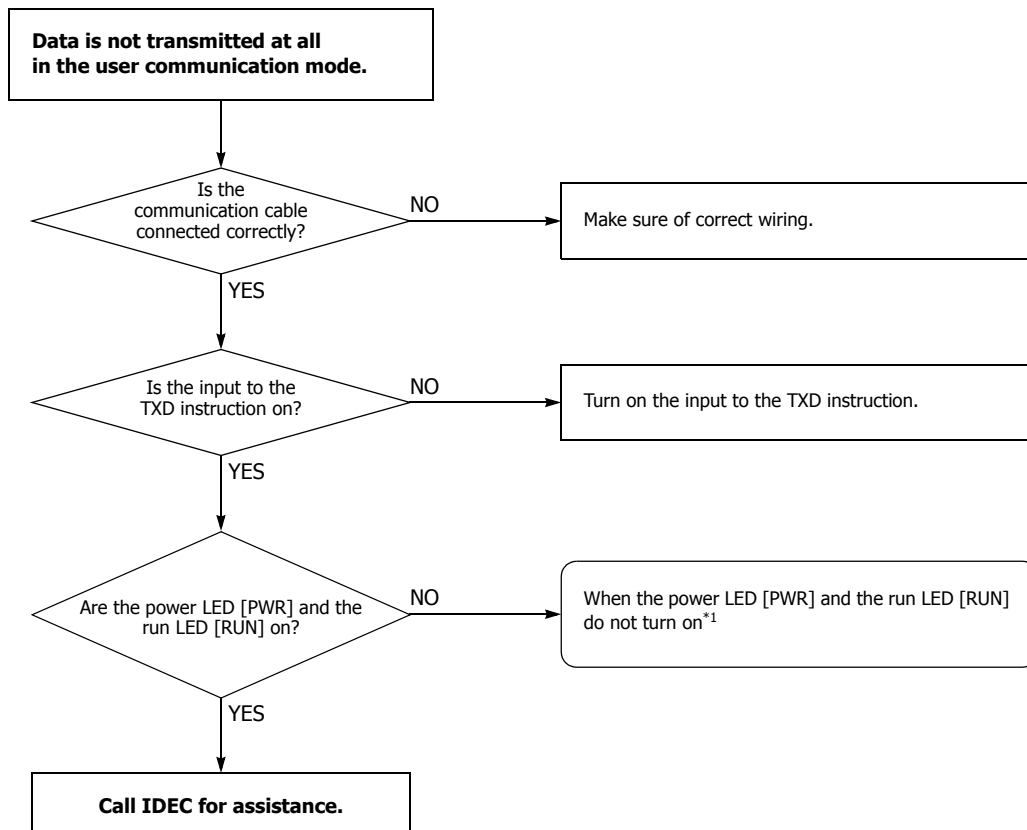 Data is not transmitted at all
in the user communication mode.
Is the
communication cable
connected correctly?
NO
Make sure of correct wiring.
YES
Is the input to the
TXD instruction on?
NO
Turn on the input to the TXD instruction.
YES
Are the power LED [PWR] and the
run LED [RUN] on?
NO
When the power LED [PWR] and the run LED [RUN]
do not turn on*1
YES
Call IDEC for assistance.